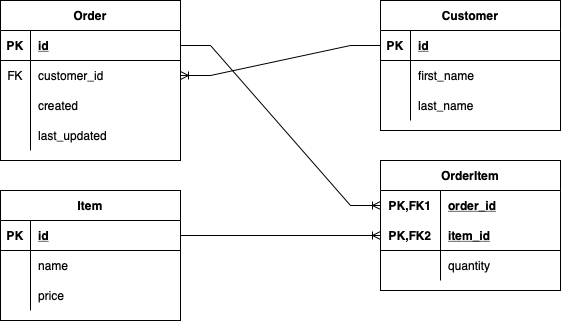 Order
PK id
FK customer_id
created
last_updated
Customer
PK id
first_name
last_name
Item
PK id
name
price
OrderItem
PK,FK1 order_id
PK,FK2 item_id
quantity